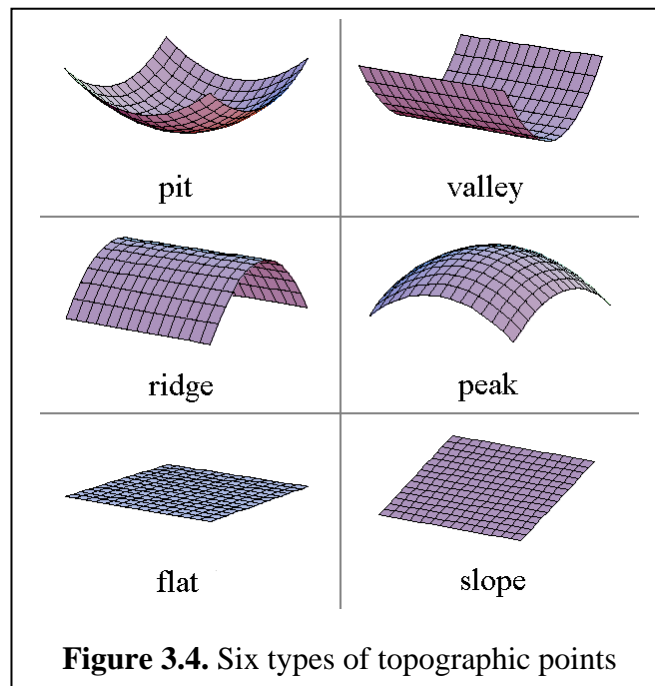 pit
valley
ridge
peak
flat
slope
Figure 3.4. Six types of topographic points